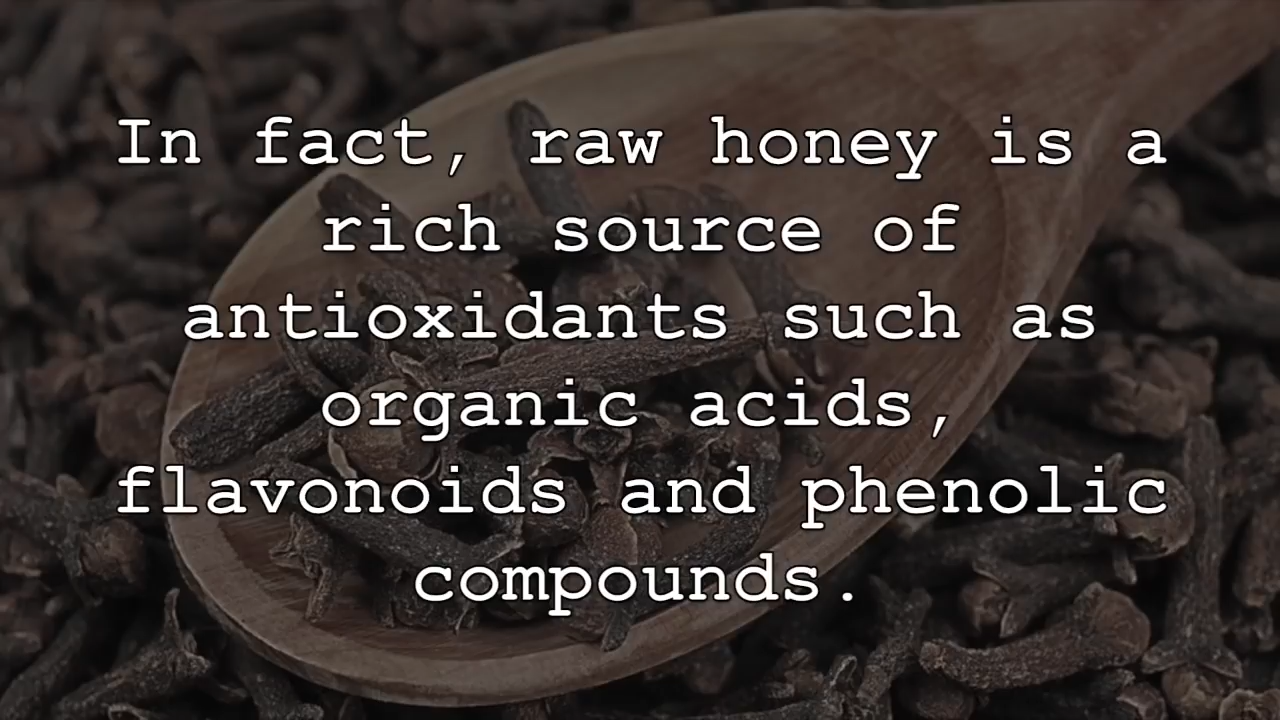 In fact, raw honey is a
rich source of
antioxidants such as
organic acids,
flavonoids and phenolic
compounds.